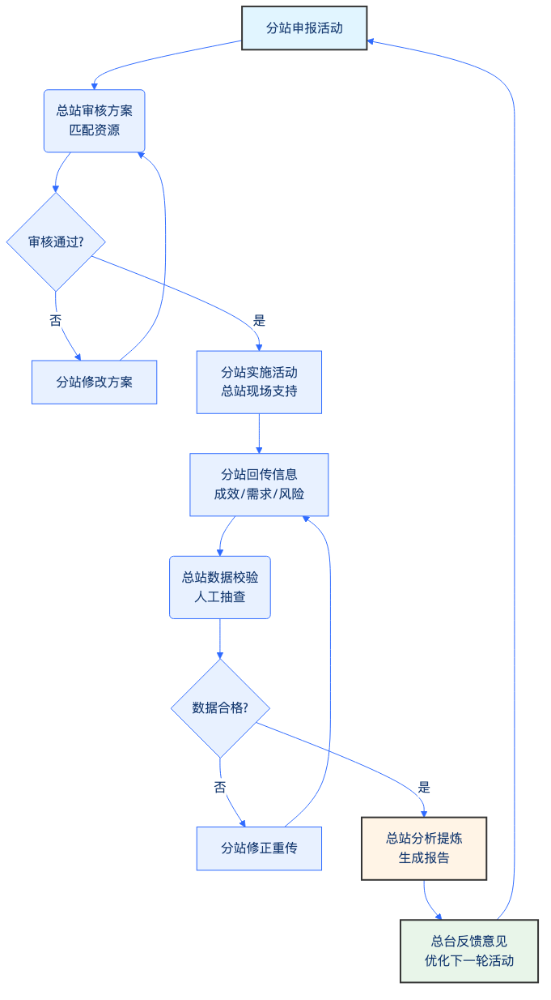 分站申报活动
总站审核方案
匹配资源
审核通过?
否
是
分站修改方案
分站实施活动
总站现场支持
分站回传信息
成效/需求/风险
总站数据校验
人工抽查
数据合格?
否
是
分站修正重传
总站分析提炼
生成报告
总台反馈意见
优化下一轮活动